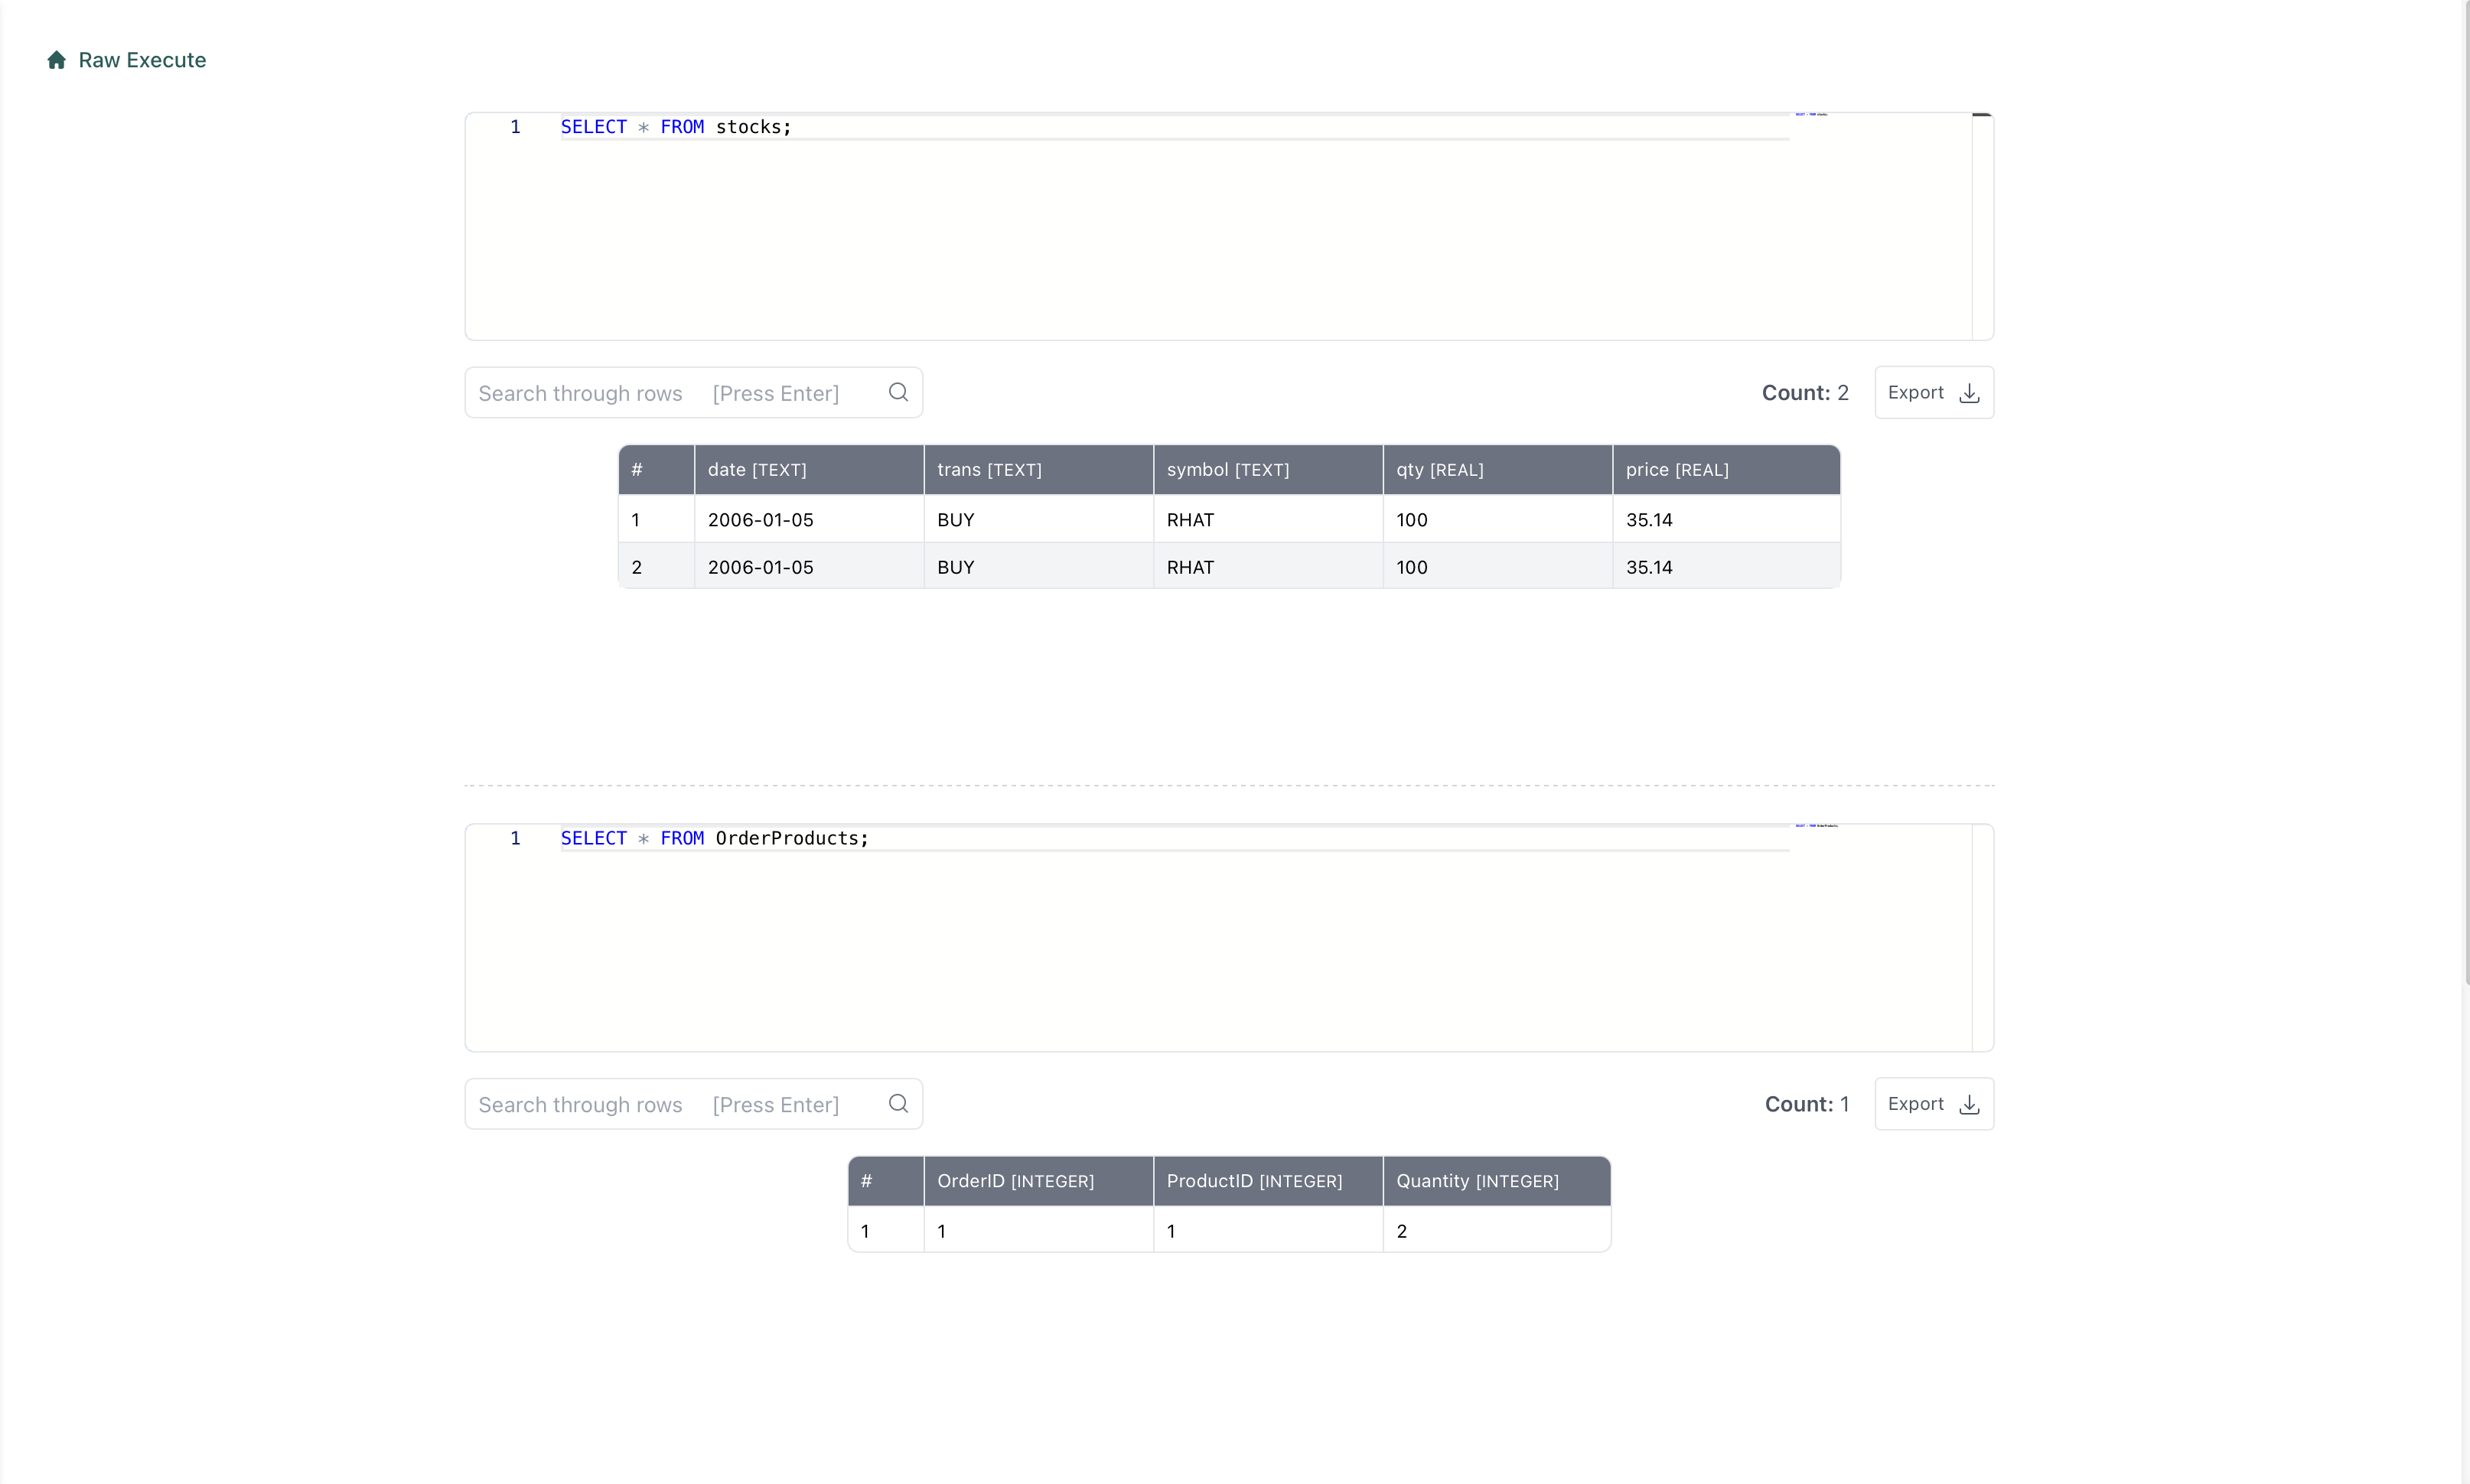 Raw Execute
1 SELECT * FROM stocks;
Search through rows [Press Enter] Count: 2 Export
# date [TEXT] trans [TEXT] symbol [TEXT] qty [REAL] price [REAL]
1 2006-01-05 BUY RHAT 100 35.14
2 2006-01-05 BUY RHAT 100 35.14
1 SELECT * FROM OrderProducts;
Search through rows [Press Enter] Count: 1 Export
# OrderID [INTEGER] ProductID [INTEGER] Quantity [INTEGER]
1 1 1 2